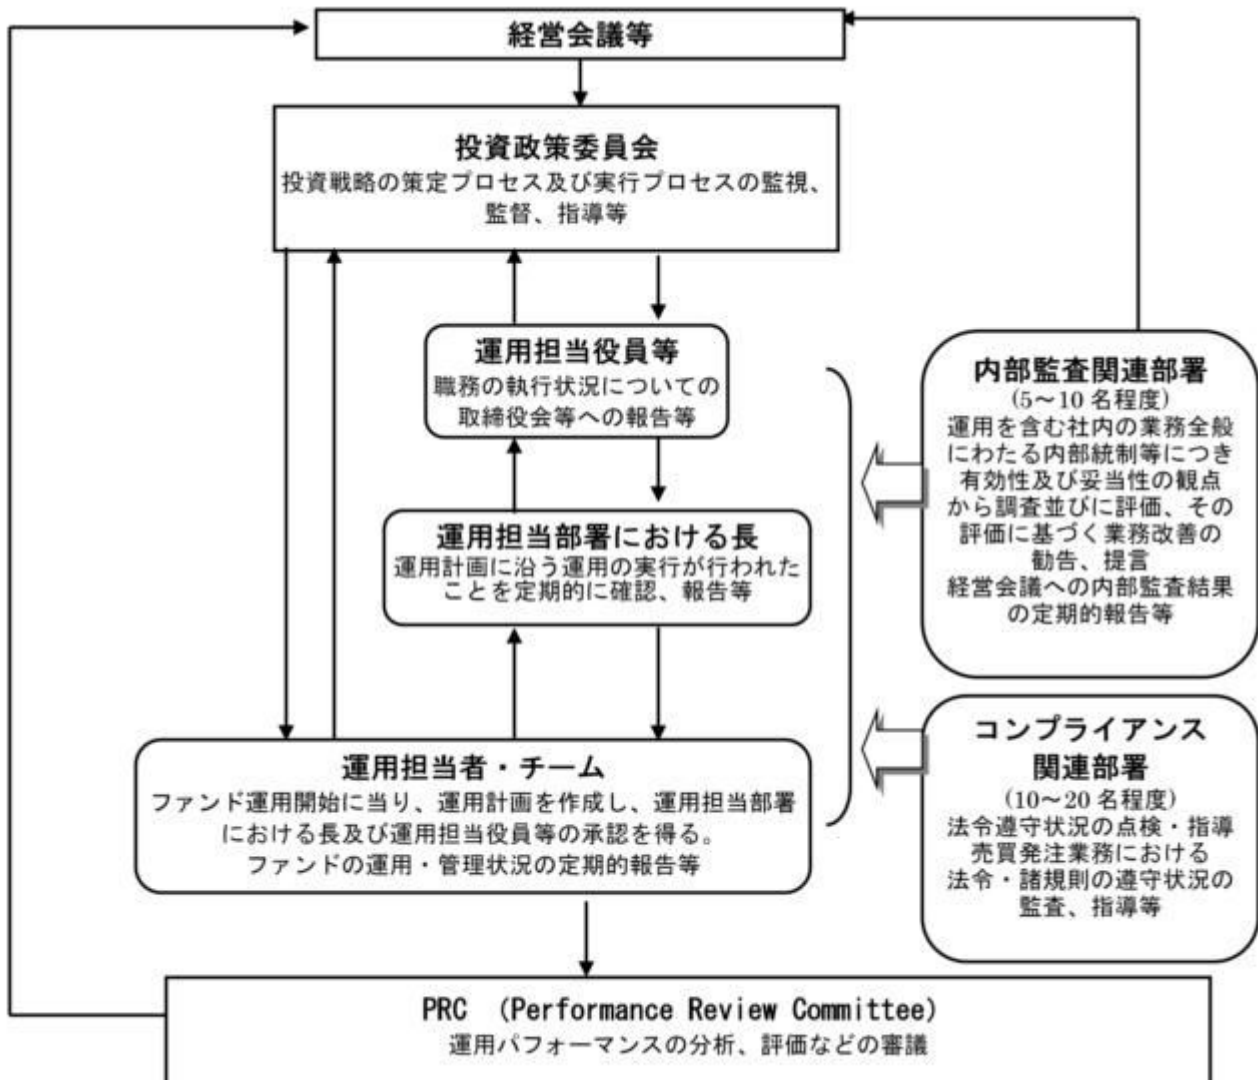 経営会議等
投資政策委員会
投資戦略の策定プロセス及び実行プロセスの監視、
監督、指導等
運用担当役員等
職務の執行状況についての
取締役会等への報告等
運用担当部署における長
運用計画に沿う運用の実行が行われた
ことを定期的に確認、報告等
運用担当者・チーム
ファンド運用開始に当り、運用計画を作成し、運用担当部署
における長及び運用担当役員等の承認を得る。
ファンドの運用・管理状況の定期的報告等
内部監査関連部署
(5～10 名程度)
運用を含む社内の業務全般
にわたる内部統制等につき
有効性及び妥当性の観点
から調査並びに評価、その
評価に基づく業務改善の
勧告、提言
経営会議への内部監査結果
の定期的報告等
コンプライアンス
関連部署
(10～20 名程度)
法令遵守状況の点検・指導
売買発注業務における
法令・諸規則の遵守状況の
監査、指導等
PRC (Performance Review Committee)
運用パフォーマンスの分析、評価などの審議